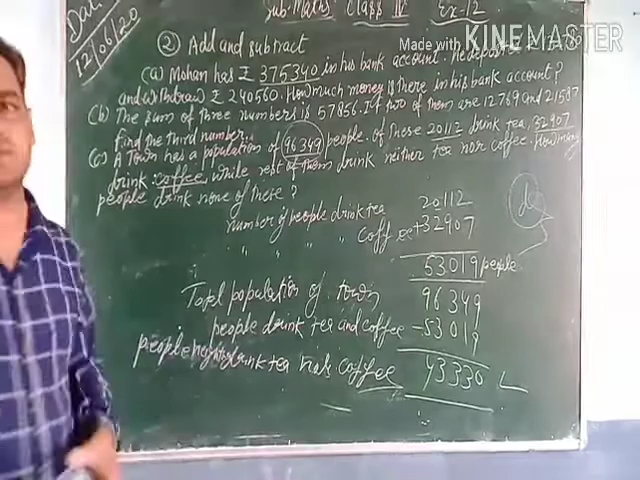 Sub-Maths Class IV Ex-12
Date
12/06/20
Made with KINEMASTER
② Add and subtract
(a) Mohan has ₹ 375340 in his bank account. He deposited
and withdraw ₹ 240560. How much money is there in his bank account?
(b) The sum of three numbers is 57856. If two of them are 12769 and 21587
find the third number.
(c) A Town has a population of 96349 people. of these 20112 drink tea, 32907
drink coffee, while rest of them drink neither tea nor coffee. How many
people drink none of these?
number of people drink tea 20112
" " " " coffee +32907
53019 people
Total population of town 96349
people drink tea and coffee -53019
people drink tea nor coffee 43330